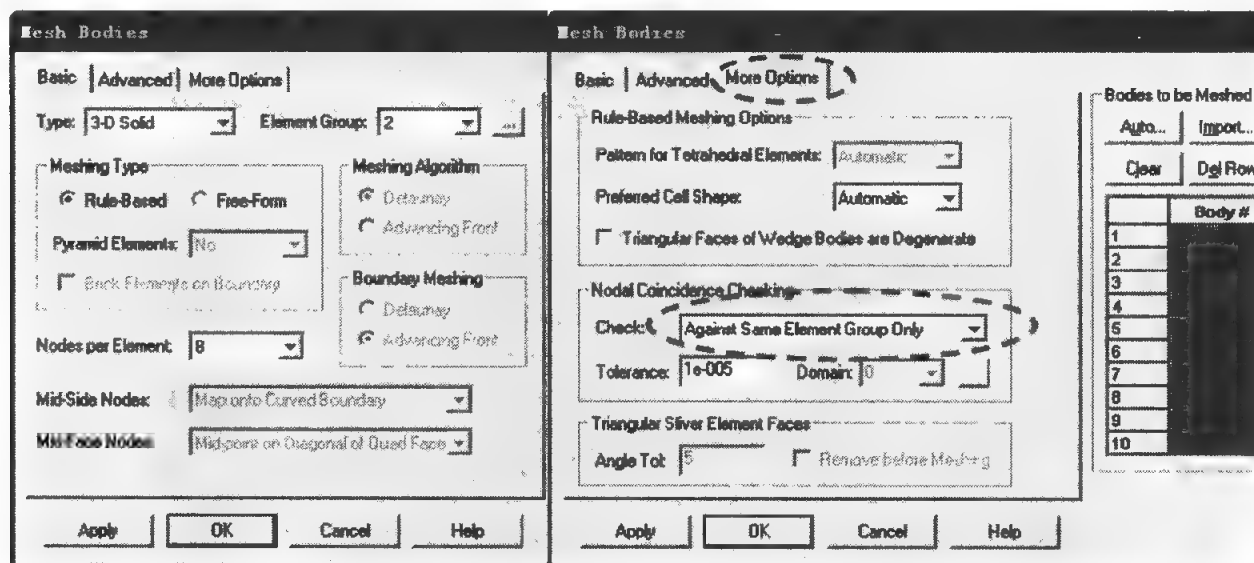 Mesh Bodies
Basic Advanced More Options
Type: 3-D Solid Element Group: 2 ...
Meshing Type
Rule-Based Free-Form
Pyramid Elements: No
Brick Elements on Boundary
Meshing Algorithm
Delaunay
Advancing Front
Boundary Meshing
Delaunay
Advancing Front
Nodes per Element: 8
Mid-Side Nodes: Map onto Curved Boundary
Mid-Face Nodes: Mid-point on Diagonal of Quad Face
Apply OK Cancel Help
Mesh Bodies
Basic Advanced More Options
Rule-Based Meshing Options
Pattern for Tetrahedral Elements: Automatic
Preferred Cell Shape: Automatic
Triangular Faces of Wedge Bodies are Degenerate
Nodal Coincidence Checking
Check: Against Same Element Group Only
Tolerance: 1e-005 Domain: 0
Triangular Sliver Element Faces
Angle Tol: 5 Remove before Meshing
Apply OK Cancel Help
Bodies to be Meshed
Auto... Import...
Clear Del Row
Body #
1
2
3
4
5
6
7
8
9
10